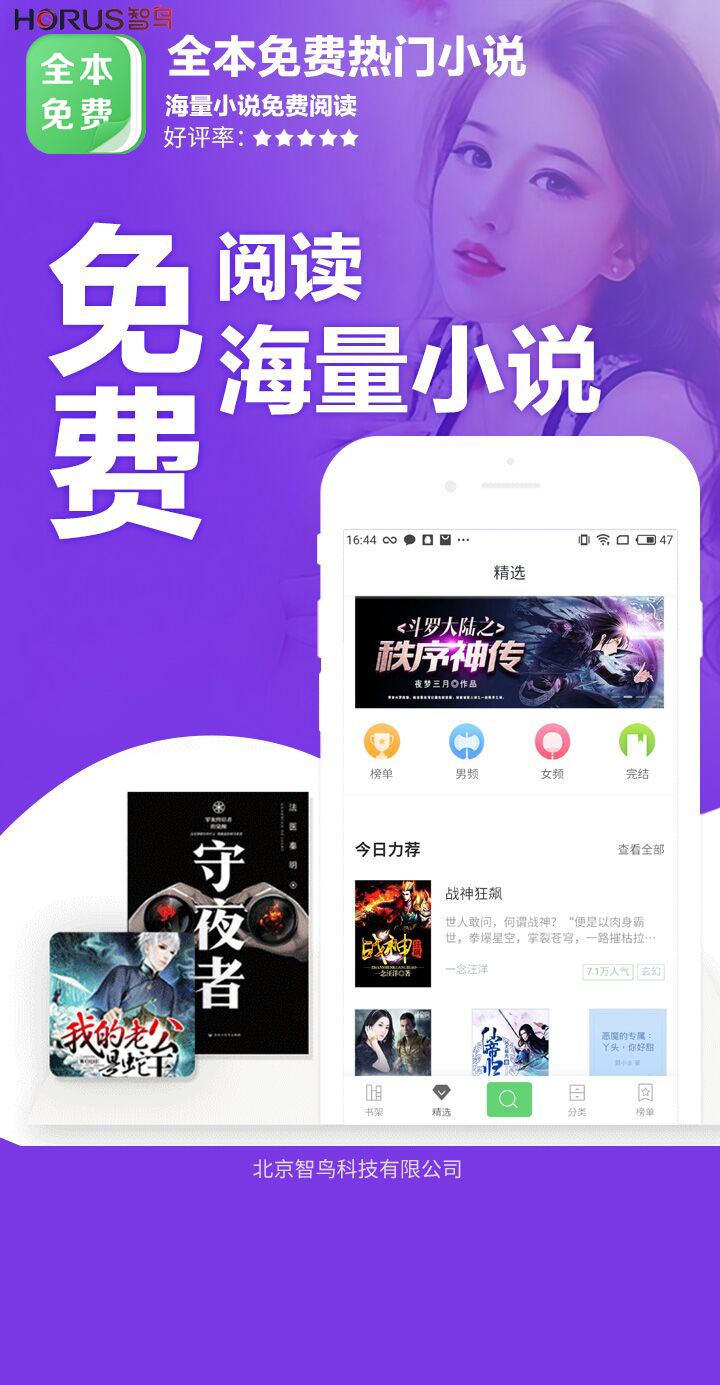 HORUS智鸟
全本
免费
全本免费热门小说
海量小说免费阅读
好评率：★★★★★
免费
阅读
海量小说
16:44
47
精选
<斗罗大陆之>
秩序神传
夜梦三月◎作品
榜单
男频
女频
完结
今日力荐
查看全部
战神狂飙
世人敢问，何谓战神？“便是以肉身霸
世，拳爆星空，掌裂苍穹，一路摧枯拉…
一念汪洋
7.1万人气
玄幻
战神
一念汪洋◎著
仙帝归
恶魔的专属：
丫头，你好甜
书架
精选
分类
榜单
法医秦明
守夜者
我的老公
是蛇王
北京智鸟科技有限公司